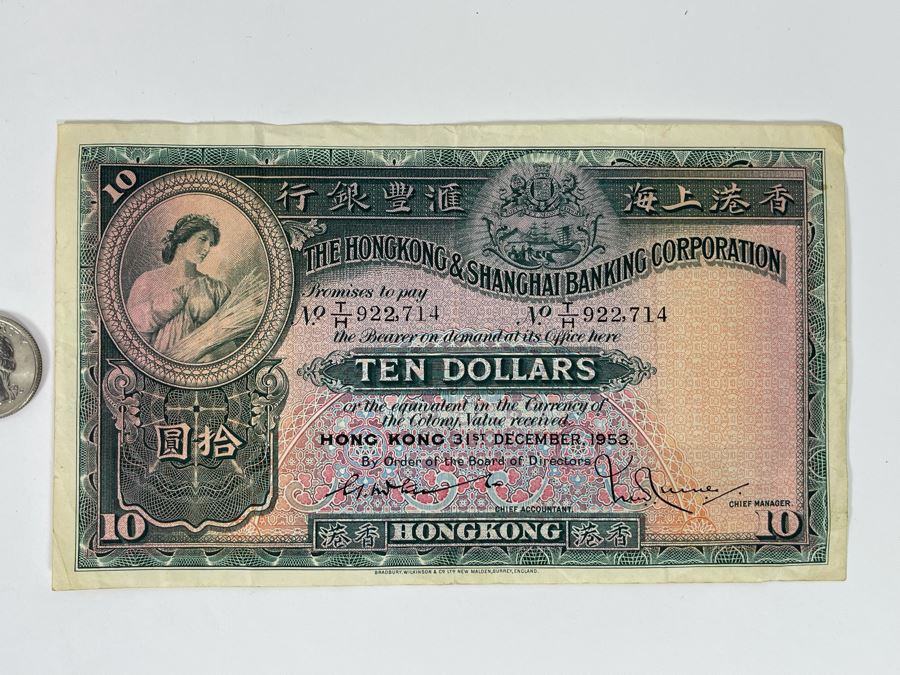 10
行銀豐滙 海上港香
THE HONGKONG & SHANGHAI BANKING CORPORATION
Promises to pay
No. T/H 922,714 No. T/H 922,714
the Bearer on demand at its Office here
TEN DOLLARS
or the equivalent in the Currency of
the Colony, Value received.
HONG KONG 31ST DECEMBER, 1953.
圓拾
By Order of the Board of Directors
CHIEF ACCOUNTANT.
CHIEF MANAGER.
10 港香 HONGKONG 港香 10
BRADBURY, WILKINSON & Co. LTD NEW MALDEN, SURREY, ENGLAND.